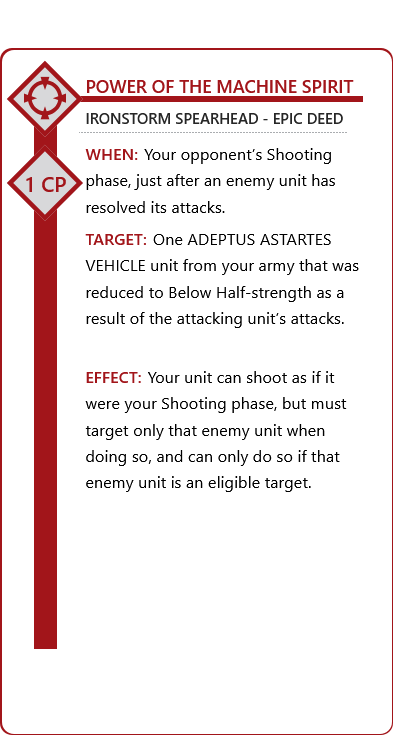 POWER OF THE MACHINE SPIRIT
IRONSTORM SPEARHEAD - EPIC DEED
1 CP
WHEN: Your opponent’s Shooting
phase, just after an enemy unit has
resolved its attacks.
TARGET: One ADEPTUS ASTARTES
VEHICLE unit from your army that was
reduced to Below Half-strength as a
result of the attacking unit’s attacks.
EFFECT: Your unit can shoot as if it
were your Shooting phase, but must
target only that enemy unit when
doing so, and can only do so if that
enemy unit is an eligible target.